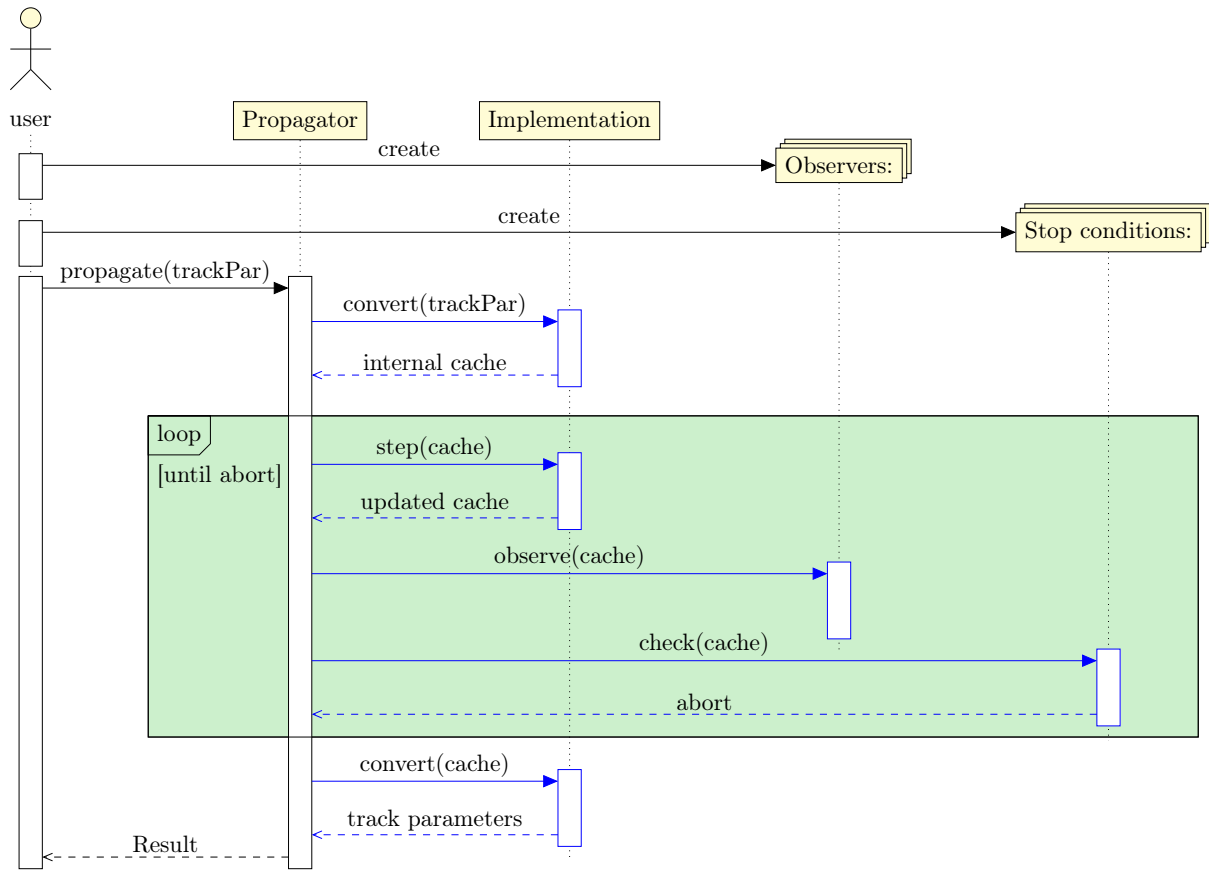 user
Propagator
Implementation
create
Observers:
create
Stop conditions:
propagate(trackPar)
convert(trackPar)
internal cache
loop
step(cache)
[until abort]
updated cache
observe(cache)
check(cache)
abort
convert(cache)
track parameters
Result